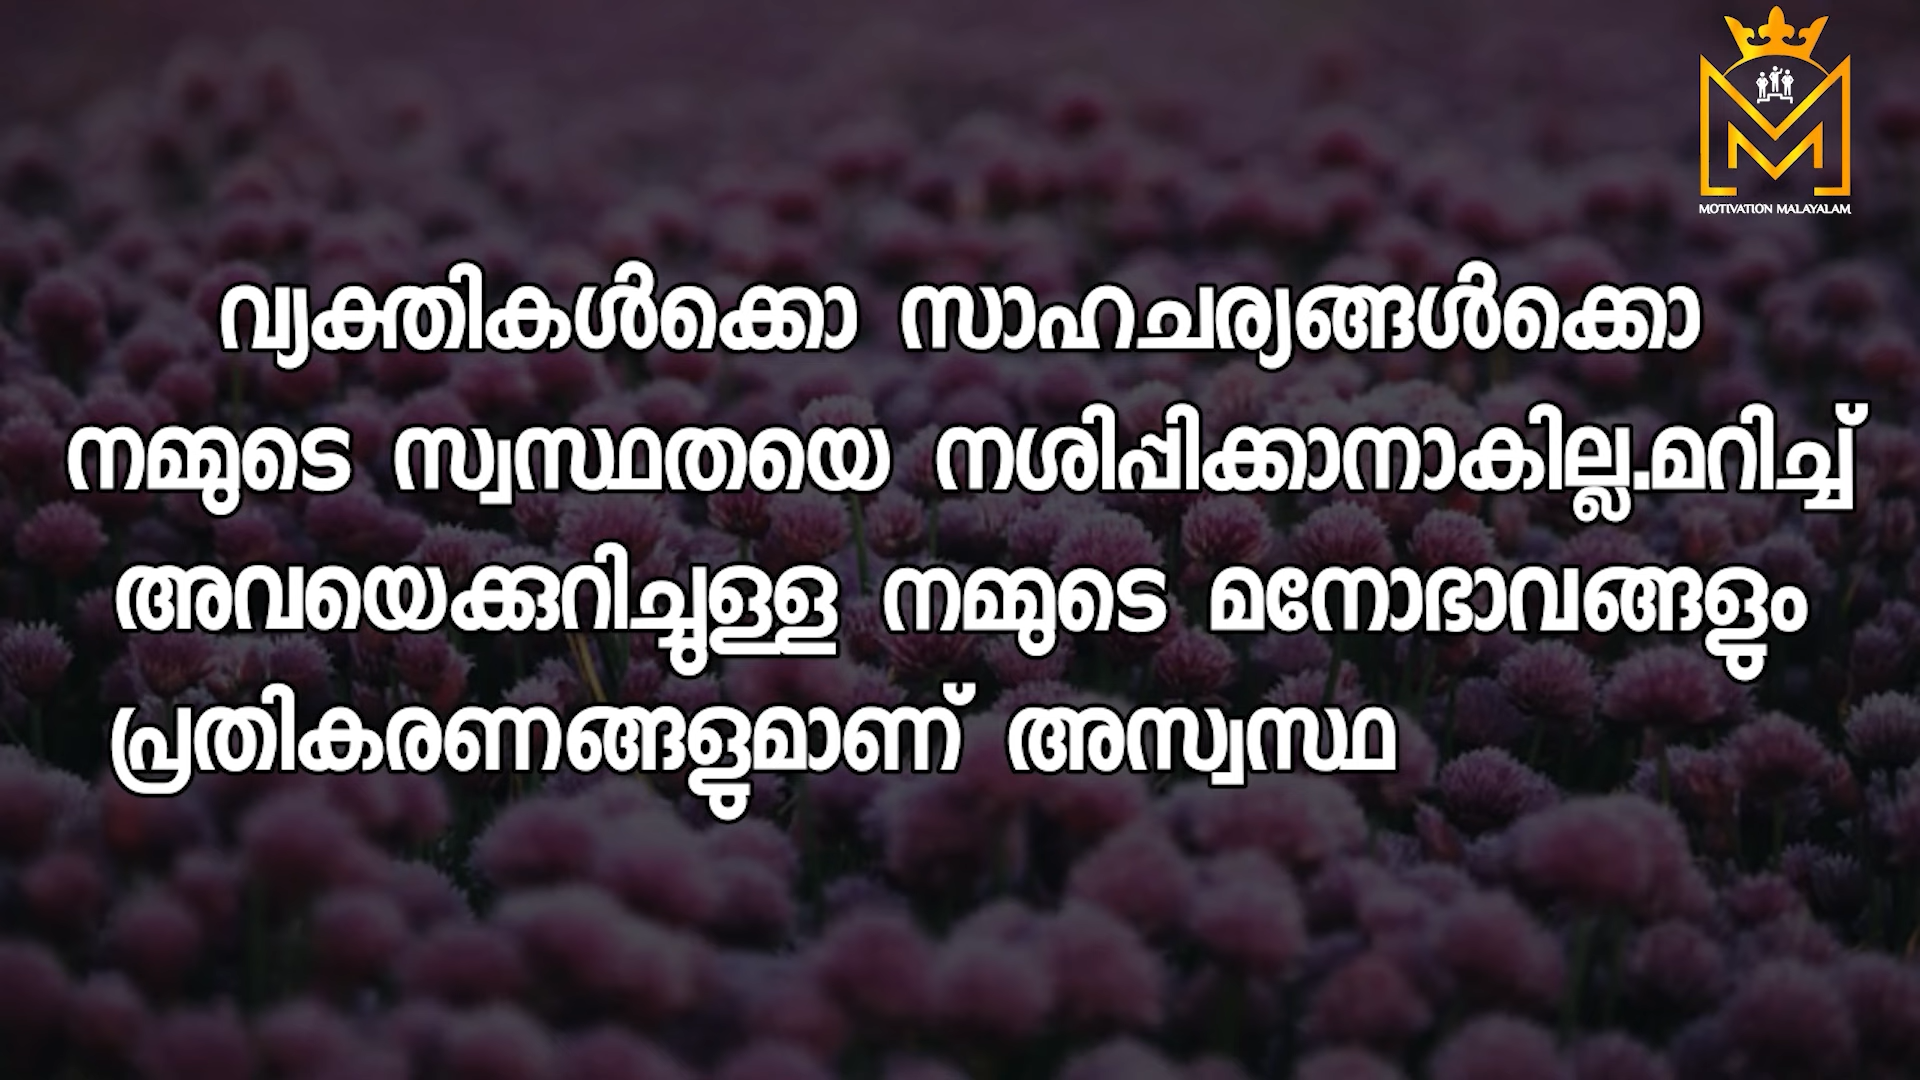 MOTIVATION MALAYALAM
വ്യക്തികൾക്കൊ സാഹചര്യങ്ങൾക്കൊ
നമ്മുടെ സ്വസ്ഥതയെ നശിപ്പിക്കാനാകില്ല.മറിച്ച്
അവയെക്കുറിച്ചുള്ള നമ്മുടെ മനോഭാവങ്ങളും
പ്രതികരണങ്ങളുമാണ് അസ്വസ്ഥ